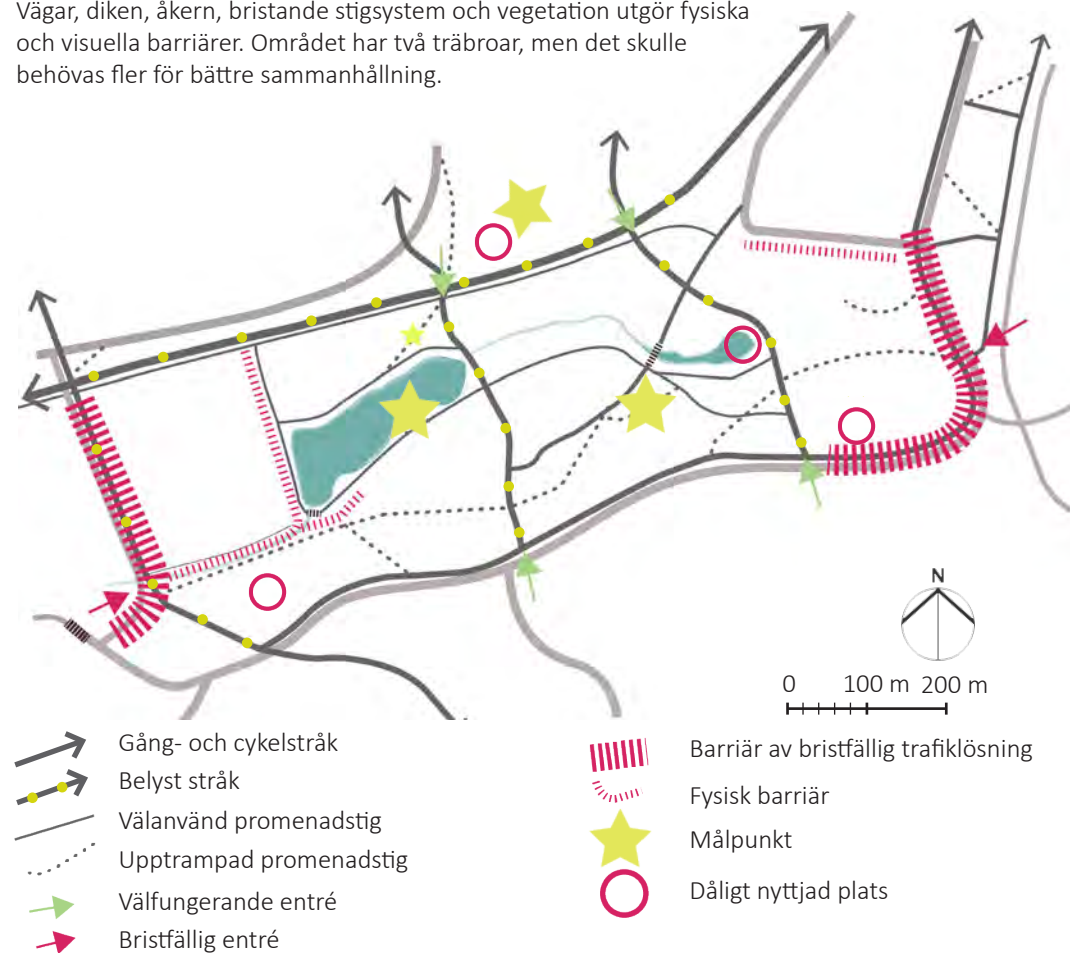 Vägar, diken, åkern, bristande stigsystem och vegetation utgör fysiska
och visuella barriärer. Området har två träbroar, men det skulle
behövas fler för bättre sammanhållning.
N
0 100 m 200 m
Gång- och cykelstråk
Belyst stråk
Välanvänd promenadstig
Upptrampad promenadstig
Välfungerande entré
Bristfällig entré
Barriär av bristfällig trafiklösning
Fysisk barriär
Målpunkt
Dåligt nyttjad plats